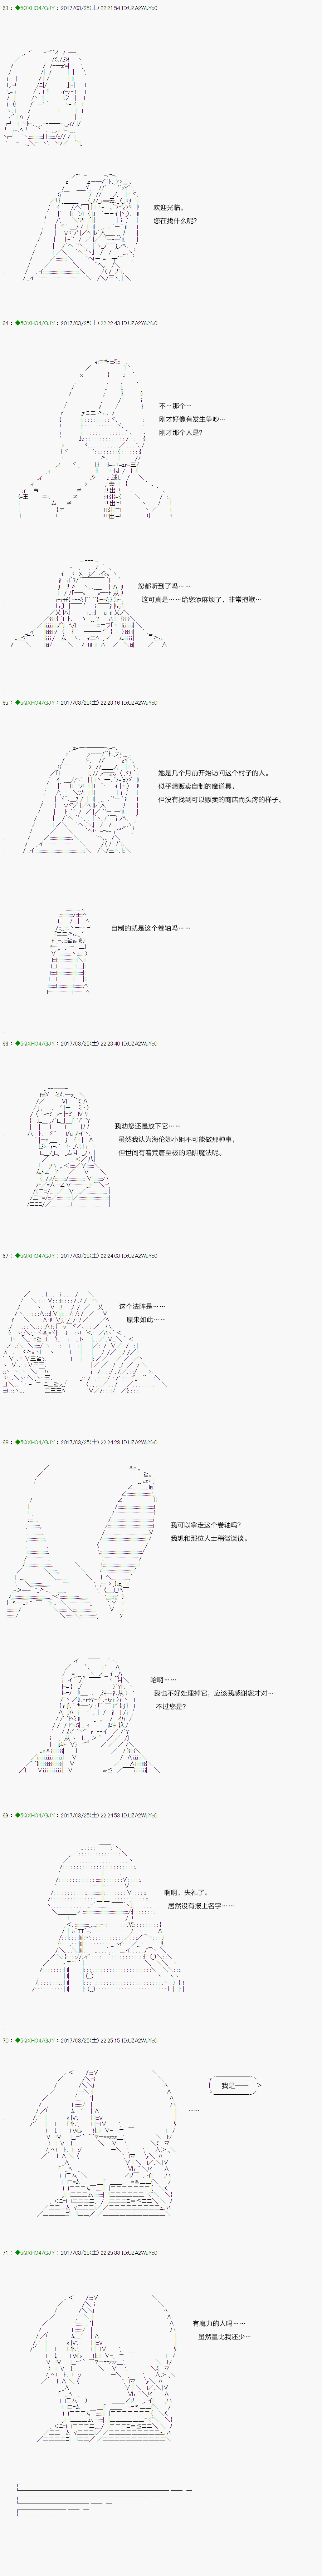 63 : ◆5OXHO4/GJY : 2017/03/25(土) 22:21:54 ID:UZA2WuYo0
欢迎光临。
您在找什么呢?
64 : ◆5OXHO4/GJY : 2017/03/25(土) 22:22:43 ID:UZA2WuYo0
不…那个…
刚才好像有发生争吵…
刚才那个人是?
您都听到了吗……
这可真是……给您添麻烦了，非常抱歉…
65 : ◆5OXHO4/GJY : 2017/03/25(土) 22:23:16 ID:UZA2WuYo0
她是几个月前开始访问这个村子的人。
似乎想贩卖自制的魔道具，
但没有找到可以贩卖的商店而头疼的样子。
自制的就是这个卷轴吗……
66 : ◆5OXHO4/GJY : 2017/03/25(土) 22:23:40 ID:UZA2WuYo0
我劝您还是放下它……
虽然我认为海伦娜小姐不可能做那种事，
但世间有着荒唐至极的陷阱魔法呢。
67 : ◆5OXHO4/GJY : 2017/03/25(土) 22:24:03 ID:UZA2WuYo0
这个法阵是…
原来如此…
68 : ◆5OXHO4/GJY : 2017/03/25(土) 22:24:28 ID:UZA2WuYo0
我可以拿走这个卷轴吗?
我想和那位人士稍微谈谈。
哈啊…
我也不好处理掉它，应该我感谢您才对…
不过您是?
69 : ◆5OXHO4/GJY : 2017/03/25(土) 22:24:53 ID:UZA2WuYo0
啊啊，失礼了。
居然没有报上名字…
70 : ◆5OXHO4/GJY : 2017/03/25(土) 22:25:15 ID:UZA2WuYo0
我是——
……
71 : ◆5OXHO4/GJY : 2017/03/25(土) 22:25:38 ID:UZA2WuYo0
有魔力的人吗……
虽然量比我还少…